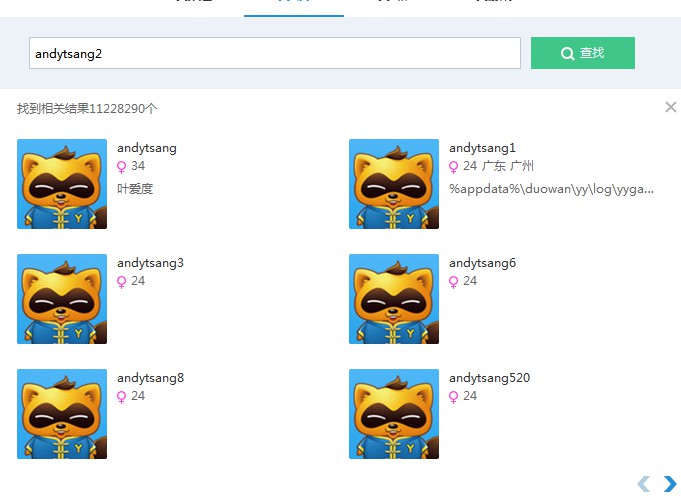 andytsang2
查找
找到相关结果11228290个
andytsang
34
叶爱度
andytsang1
24 广东 广州
%appdata%\duowan\yy\log\yyga...
andytsang3
24
andytsang6
24
andytsang8
24
andytsang520
24